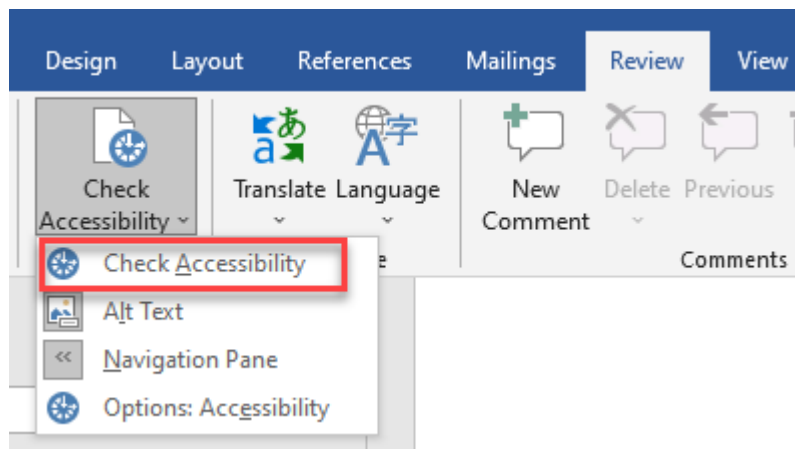 Design Layout References Mailings Review View
Check Accessibility
Translate Language
New Comment
Delete Previous
Comments
Check Accessibility
Alt Text
Navigation Pane
Options: Accessibility